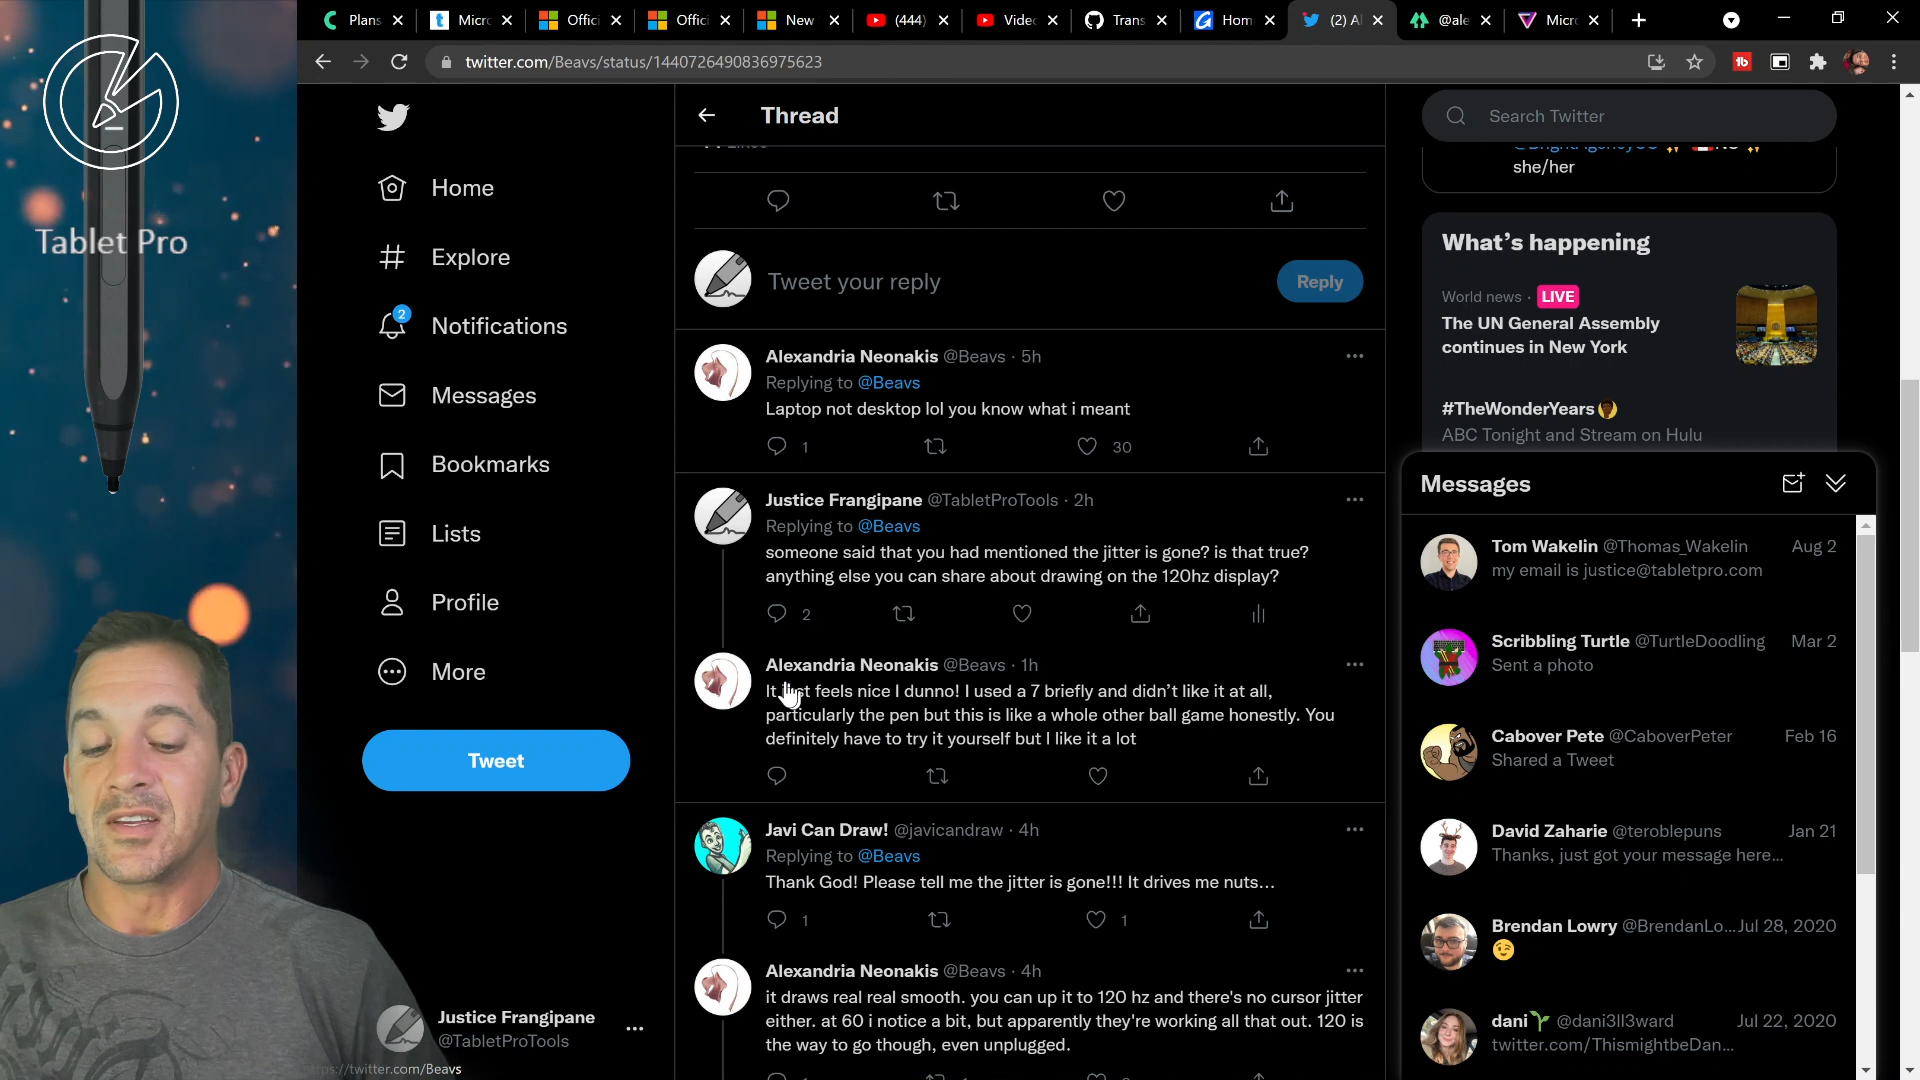 Plans
Micro
Offici
Offici
New
(444)
Videc
Trans
Hom
(2) Al
@ale
Micro
twitter.com/Beavs/status/1440726490836975623
Tablet Pro
Home
Explore
2
Notifications
Messages
Bookmarks
Lists
Profile
More
Tweet
Justice Frangipane
@TabletProTools
twitter.com/Beavs
Thread
Likes
Tweet your reply
Reply
Alexandria Neonakis @Beavs · 5h
Replying to @Beavs
Laptop not desktop lol you know what i meant
1 30
Justice Frangipane @TabletProTools · 2h
Replying to @Beavs
someone said that you had mentioned the jitter is gone? is that true?
anything else you can share about drawing on the 120hz display?
2
Alexandria Neonakis @Beavs · 1h
It just feels nice I dunno! I used a 7 briefly and didn't like it at all,
particularly the pen but this is like a whole other ball game honestly. You
definitely have to try it yourself but I like it a lot
Javi Can Draw! @javicandraw · 4h
Replying to @Beavs
Thank God! Please tell me the jitter is gone!!! It drives me nuts...
1 1
Alexandria Neonakis @Beavs · 4h
it draws real real smooth. you can up it to 120 hz and there's no cursor jitter
either. at 60 i notice a bit, but apparently they're working all that out. 120 is
the way to go though, even unplugged.
Search Twitter
she/her
What's happening
World news · LIVE
The UN General Assembly
continues in New York
#TheWonderYears
ABC Tonight and Stream on Hulu
Messages
Tom Wakelin @Thomas_Wakelin Aug 2
my email is justice@tabletpro.com
Scribbling Turtle @TurtleDoodling Mar 2
Sent a photo
Cabover Pete @CaboverPeter Feb 16
Shared a Tweet
David Zaharie @teroblepuns Jan 21
Thanks, just got your message here...
Brendan Lowry @BrendanLo... Jul 28, 2020
😉
dani🌱 @dani3ll3ward Jul 22, 2020
twitter.com/ThismightbeDan...